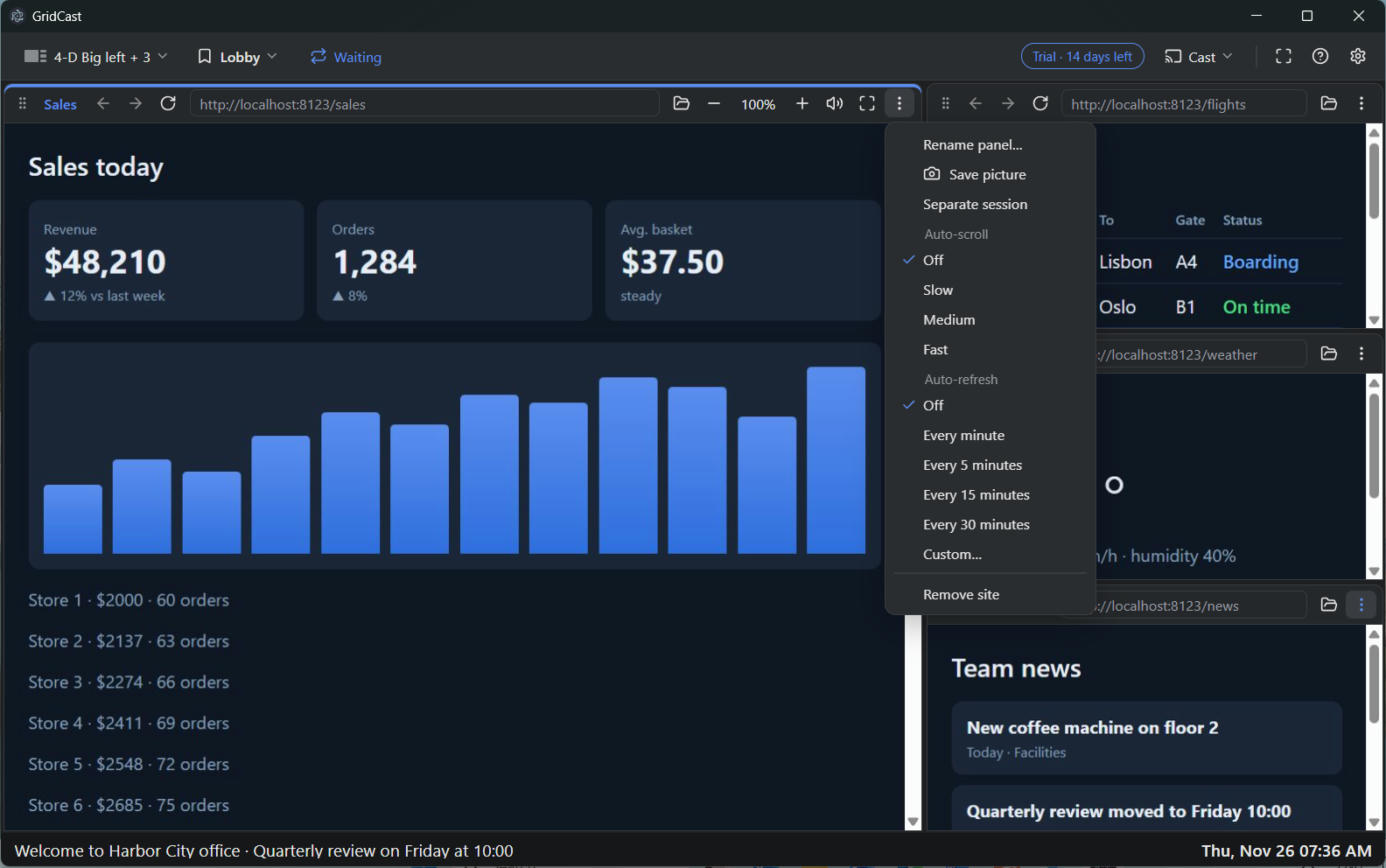 GridCast
4-D Big left + 3
Lobby
Waiting
Trial · 14 days left
Cast
Sales
http://localhost:8123/sales
100%
http://localhost:8123/flights
Sales today
Revenue
$48,210
▲ 12% vs last week
Orders
1,284
▲ 8%
Avg. basket
$37.50
steady
Store 1 · $2000 · 60 orders
Store 2 · $2137 · 63 orders
Store 3 · $2274 · 66 orders
Store 4 · $2411 · 69 orders
Store 5 · $2548 · 72 orders
Store 6 · $2685 · 75 orders
Rename panel...
Save picture
Separate session
Auto-scroll
Off
Slow
Medium
Fast
Auto-refresh
Off
Every minute
Every 5 minutes
Every 15 minutes
Every 30 minutes
Custom...
Remove site
To Gate Status
Lisbon A4 Boarding
Oslo B1 On time
://localhost:8123/weather
/h · humidity 40%
://localhost:8123/news
Team news
New coffee machine on floor 2
Today · Facilities
Quarterly review moved to Friday 10:00
Welcome to Harbor City office · Quarterly review on Friday at 10:00
Thu, Nov 26 07:36 AM